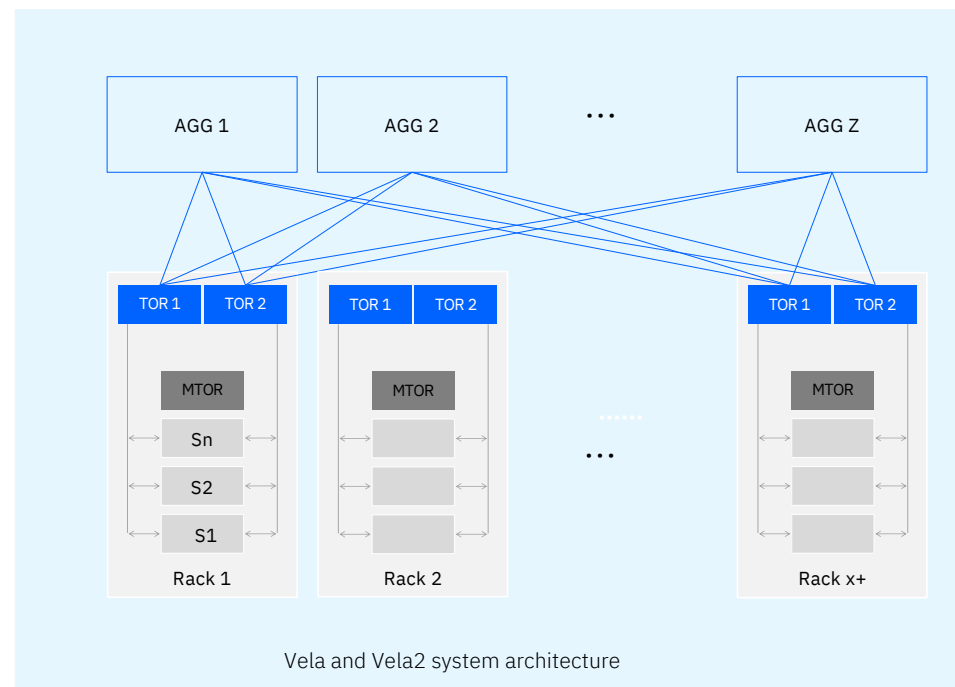 AGG 1
AGG 2
...
AGG Z
TOR 1
TOR 2
TOR 1
TOR 2
TOR 1
TOR 2
MTOR
MTOR
MTOR
......
Sn
...
S2
S1
Rack 1
Rack 2
Rack x+
Vela and Vela2 system architecture